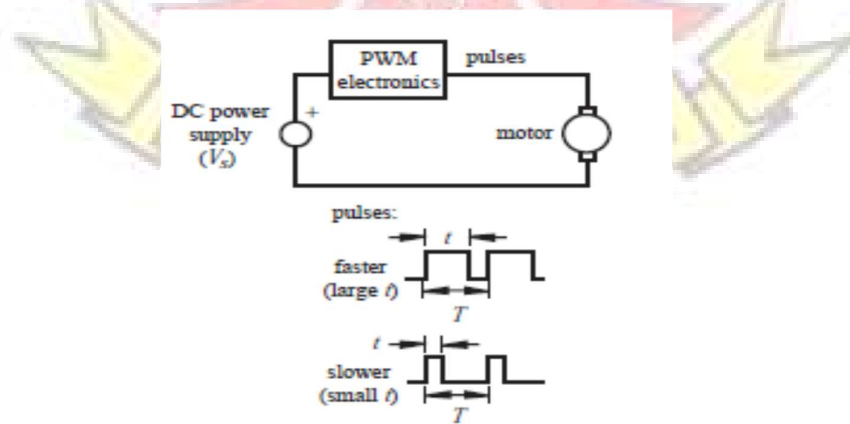 PWM
electronics
pulses
DC power
supply
(Vs)
+
motor
pulses:
t
faster
(large t)
T
t
slower
(small t)
T